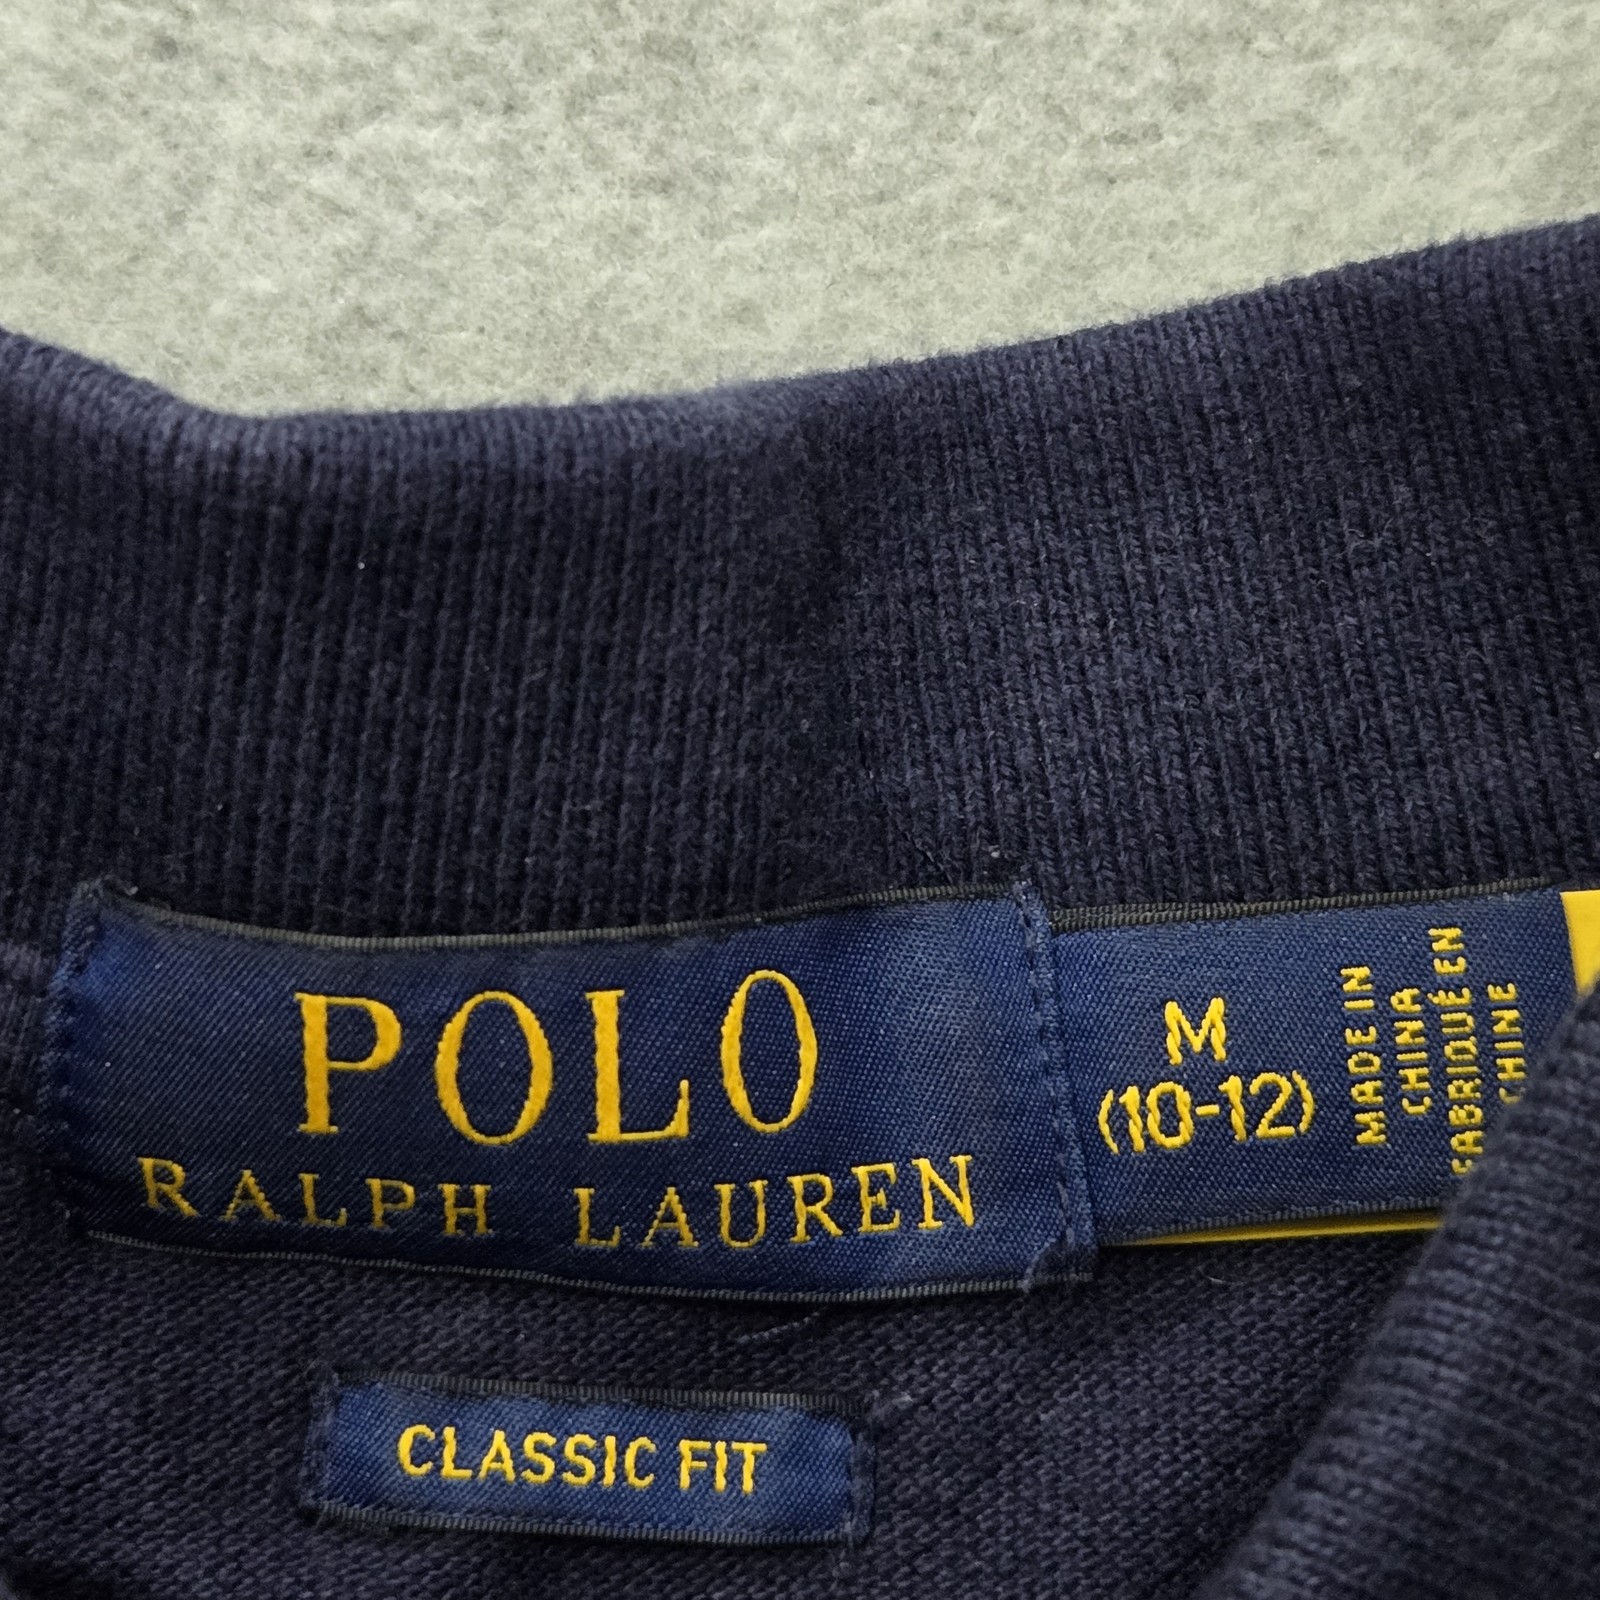 POLO
RALPH LAUREN
M
(10-12)
MADE IN
CHINA
FABRIQUÉ EN
CHINE
CLASSIC FIT